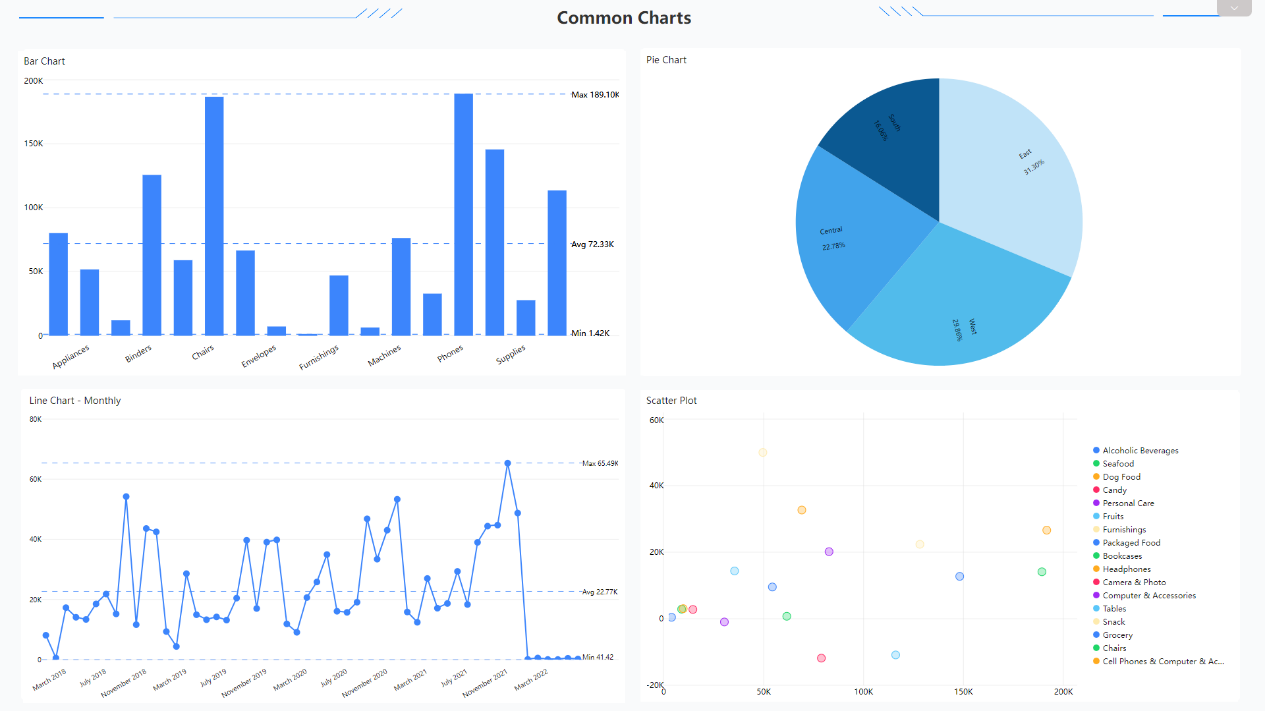 Common Charts
Bar Chart
200K
150K
100K
50K
0
Max 189.10K
Avg 72.33K
Min 1.42K
Appliances
Binders
Chairs
Envelopes
Furnishings
Machines
Phones
Supplies
Pie Chart
East
31.30%
West
29.86%
Central
22.78%
South
16.06%
Line Chart - Monthly
80K
60K
40K
20K
0
Max 65.49K
Avg 22.77K
Min 41.42
March 2018
July 2018
November 2018
March 2019
July 2019
November 2019
March 2020
July 2020
November 2020
March 2021
July 2021
November 2021
March 2022
Scatter Plot
60K
40K
20K
0
-20K
0
50K
100K
150K
200K
Alcoholic Beverages
Seafood
Dog Food
Candy
Personal Care
Fruits
Furnishings
Packaged Food
Bookcases
Headphones
Camera & Photo
Computer & Accessories
Tables
Snack
Grocery
Chairs
Cell Phones & Computer & Ac...